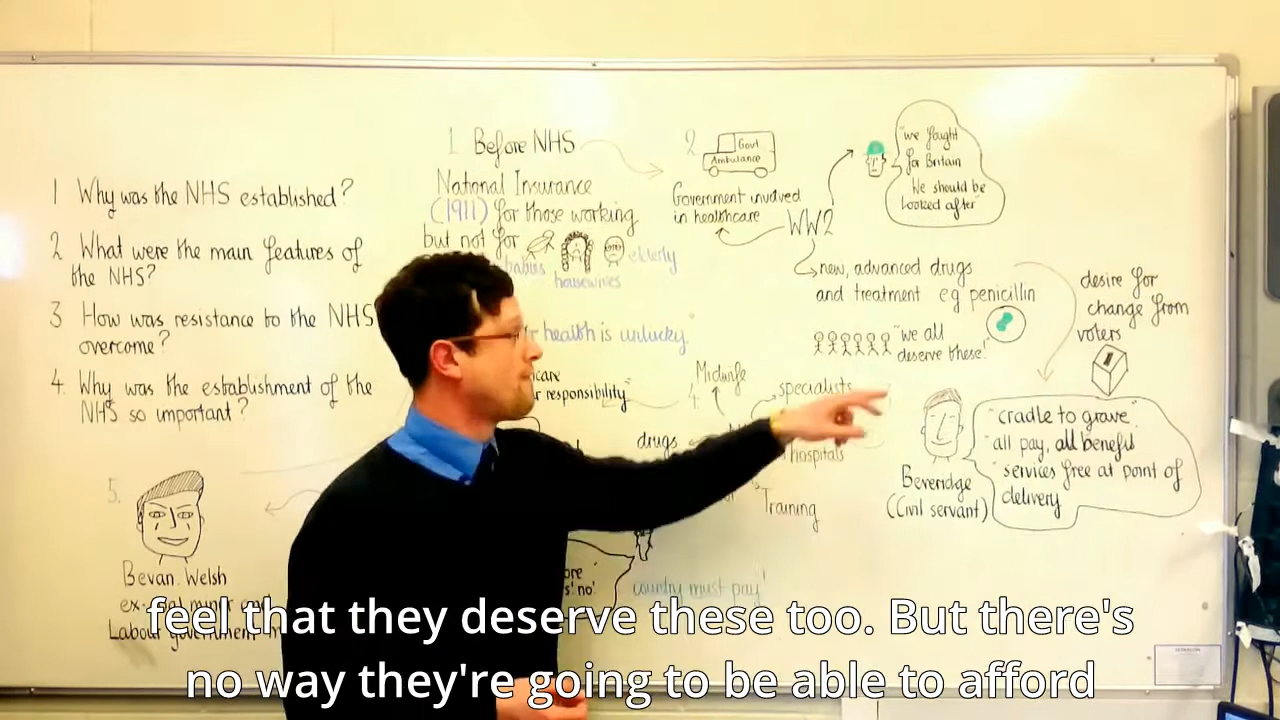 1 Why was the NHS established?
2 What were the main features of
the NHS?
3 How was resistance to the NHS
overcome?
4. Why was the establishment of the
NHS so important?
1 Before NHS
National Insurance
(1911) for those working
but not for
babies
housewives
elderly
health is unlucky."
responsibility"
2
Govt
Ambulance
Government involved
in healthcare
WW2
"we fought
for Britain
We should be
looked after"
new, advanced drugs
and treatment eg penicillin
"we all
deserve these!"
desire for
change from
voters
Beveridge
(Civil servant)
"cradle to grave"
"all pay, all benefit
"services free at point of
delivery
4.
Midwife
specialists
drugs
hospitals
Training
country must pay'
5.
Bevan. Welsh
Labour government
feel that they deserve these too. But there's
no way they're going to be able to afford